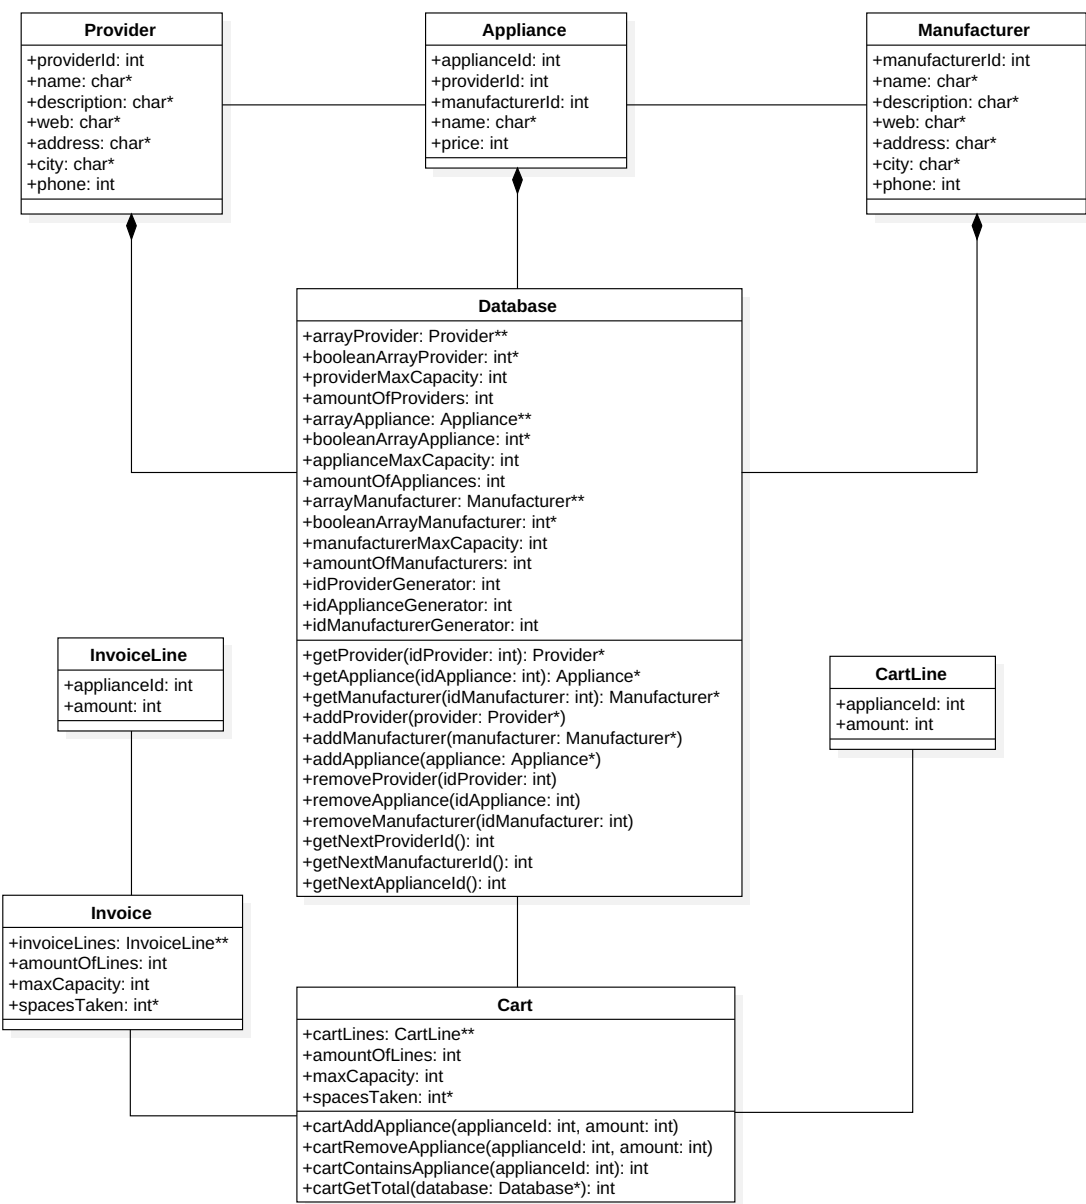 Provider
+providerId: int
+name: char*
+description: char*
+web: char*
+address: char*
+city: char*
+phone: int
Appliance
+applianceId: int
+providerId: int
+manufacturerId: int
+name: char*
+price: int
Manufacturer
+manufacturerId: int
+name: char*
+description: char*
+web: char*
+address: char*
+city: char*
+phone: int
Database
+arrayProvider: Provider**
+booleanArrayProvider: int*
+providerMaxCapacity: int
+amountOfProviders: int
+arrayAppliance: Appliance**
+booleanArrayAppliance: int*
+applianceMaxCapacity: int
+amountOfAppliances: int
+arrayManufacturer: Manufacturer**
+booleanArrayManufacturer: int*
+manufacturerMaxCapacity: int
+amountOfManufacturers: int
+idProviderGenerator: int
+idApplianceGenerator: int
+idManufacturerGenerator: int
+getProvider(idProvider: int): Provider*
+getAppliance(idAppliance: int): Appliance*
+getManufacturer(idManufacturer: int): Manufacturer*
+addProvider(provider: Provider*)
+addManufacturer(manufacturer: Manufacturer*)
+addAppliance(appliance: Appliance*)
+removeProvider(idProvider: int)
+removeAppliance(idAppliance: int)
+removeManufacturer(idManufacturer: int)
+getNextProviderId(): int
+getNextManufacturerId(): int
+getNextApplianceId(): int
InvoiceLine
+applianceId: int
+amount: int
CartLine
+applianceId: int
+amount: int
Invoice
+invoiceLines: InvoiceLine**
+amountOfLines: int
+maxCapacity: int
+spacesTaken: int*
Cart
+cartLines: CartLine**
+amountOfLines: int
+maxCapacity: int
+spacesTaken: int*
+cartAddAppliance(applianceId: int, amount: int)
+cartRemoveAppliance(applianceId: int, amount: int)
+cartContainsAppliance(applianceId: int): int
+cartGetTotal(database: Database*): int